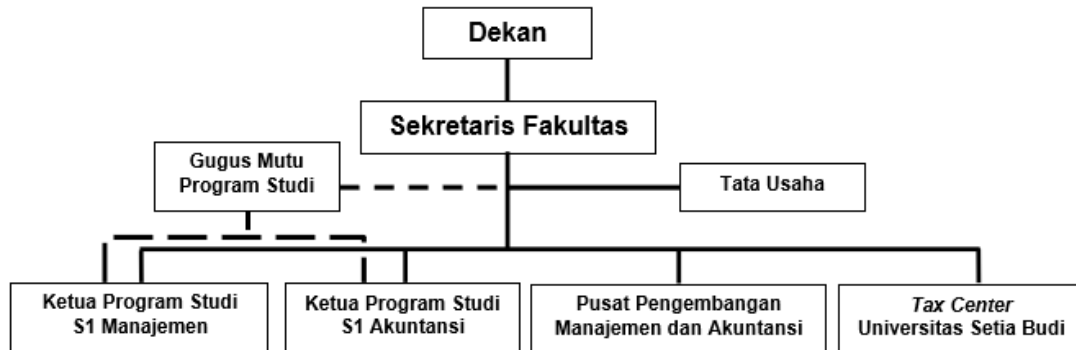 Dekan
Sekretaris Fakultas
Gugus Mutu
Program Studi
Tata Usaha
Ketua Program Studi
S1 Manajemen
Ketua Program Studi
S1 Akuntansi
Pusat Pengembangan
Manajemen dan Akuntansi
Tax Center
Universitas Setia Budi